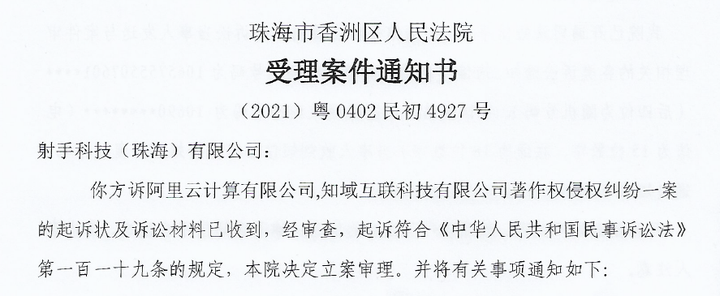 珠海市香洲区人民法院
受理案件通知书
（2021）粤 0402 民初 4927 号
射手科技（珠海）有限公司：
你方诉阿里云计算有限公司,知域互联科技有限公司著作权侵权纠纷一案
的起诉状及诉讼材料已收到，经审查，起诉符合《中华人民共和国民事诉讼法》
第一百一十九条的规定，本院决定立案审理。并将有关事项通知如下：